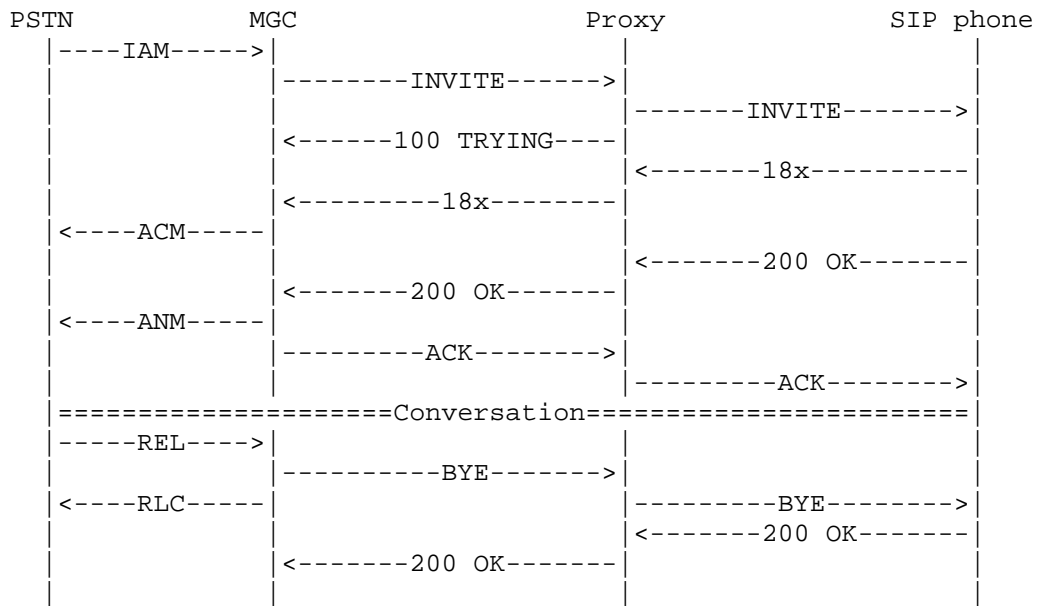 PSTN MGC Proxy SIP phone
|----IAM----->| | |
| |--------INVITE------>| |
| | |-------INVITE------->|
| |<------100 TRYING----| |
| | |<-------18x----------|
| |<---------18x--------| |
|<----ACM-----| | |
| | |<-------200 OK-------|
| |<-------200 OK-------| |
|<----ANM-----| | |
| |---------ACK-------->| |
| | |---------ACK-------->|
|=====================Conversation========================|
|-----REL---->| | |
| |----------BYE------->| |
|<----RLC-----| |---------BYE-------->|
| | |<-------200 OK-------|
| |<-------200 OK-------| |
| | | |